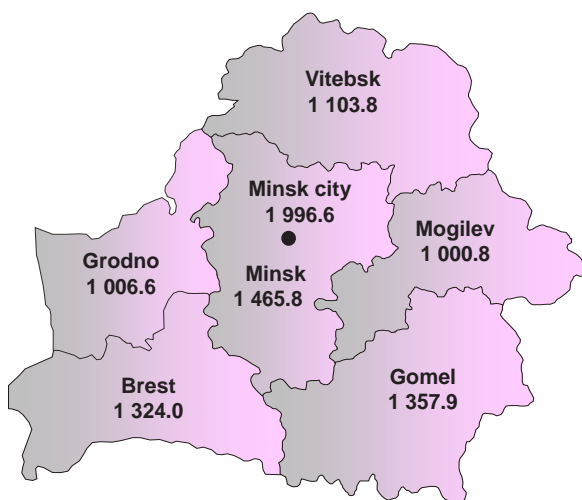 Vitebsk
1 103.8
Minsk city
1 996.6
Mogilev
1 000.8
Grodno
1 006.6
Minsk
1 465.8
Brest
1 324.0
Gomel
1 357.9